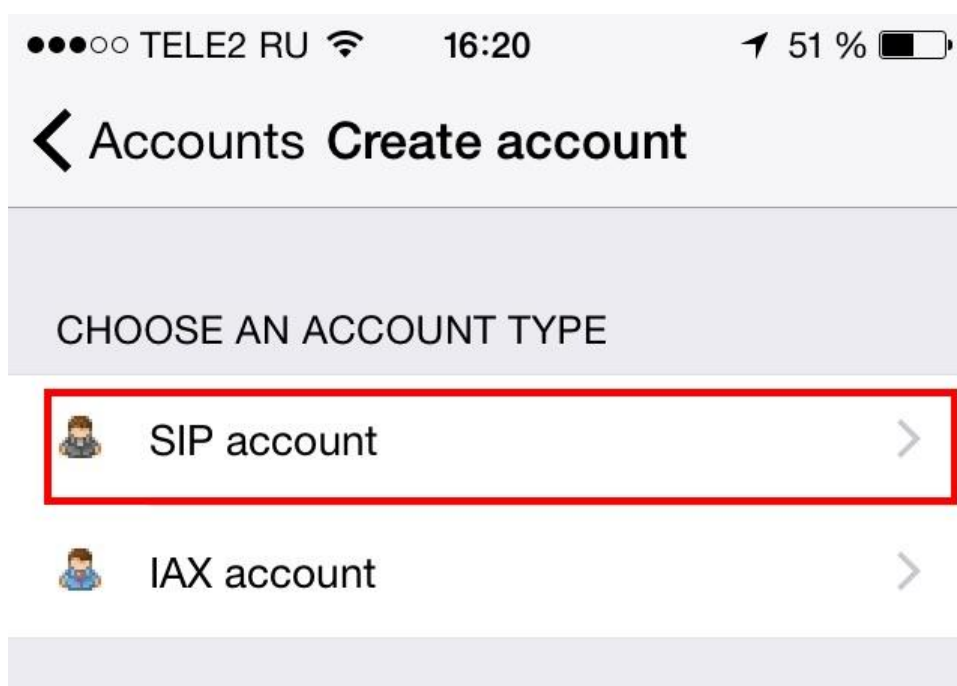 ●●●○○ TELE2 RU 16:20 51 %
Accounts Create account
CHOOSE AN ACCOUNT TYPE
SIP account
IAX account